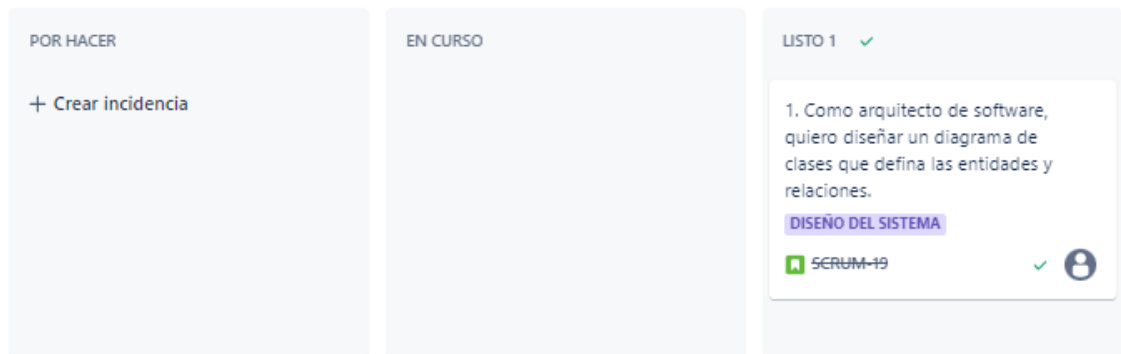 POR HACER
EN CURSO
LISTO 1
+ Crear incidencia
1. Como arquitecto de software,
quiero diseñar un diagrama de
clases que defina las entidades y
relaciones.
DISEÑO DEL SISTEMA
SCRUM-19